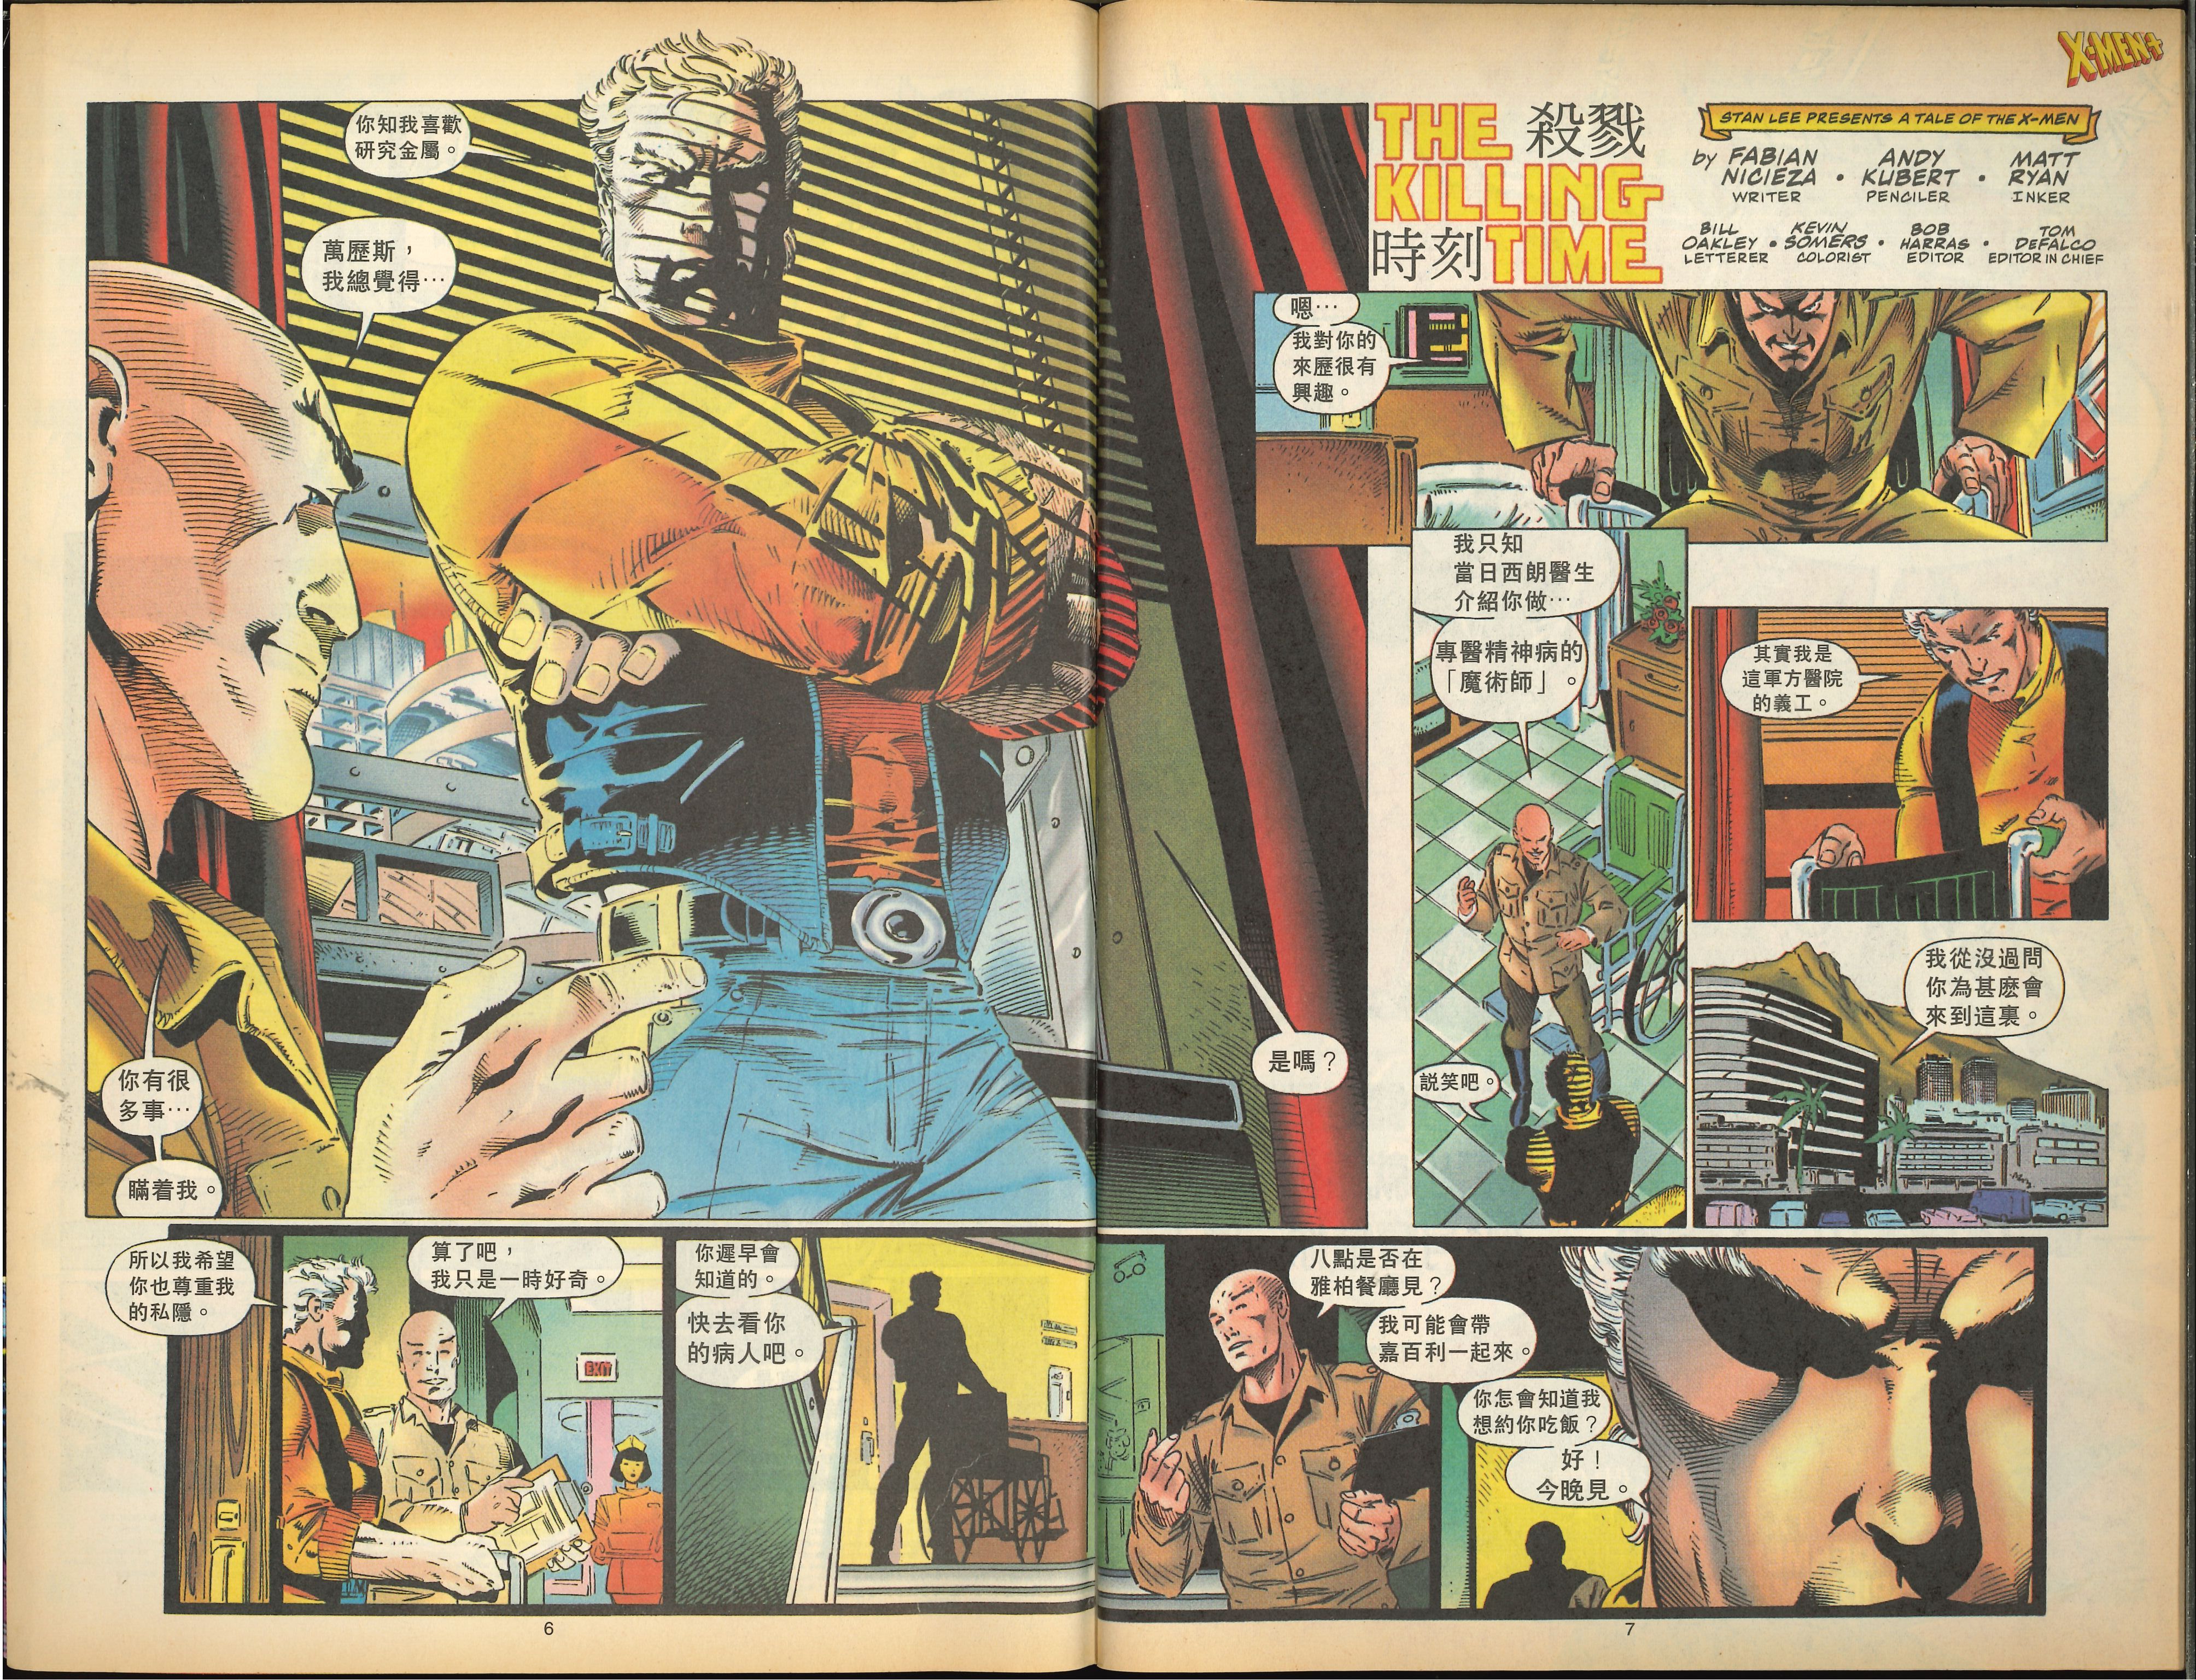 你知我喜歡
研究金屬。
萬歷斯，
我總覺得…
你有很
多事…
瞞着我。
是嗎？
X-MEN+
THE 殺戮
KILLING
時刻 TIME
STAN LEE PRESENTS A TALE OF THE X-MEN
by FABIAN NICIEZA WRITER • ANDY KUBERT PENCILER • MATT RYAN INKER
BILL OAKLEY LETTERER • KEVIN SOMERS COLORIST • BOB HARRAS EDITOR • TOM DEFALCO EDITOR IN CHIEF
嗯…
我對你的
來歷很有
興趣。
我只知
當日西朗醫生
介紹你做…
專醫精神病的
「魔術師」。
説笑吧。
其實我是
這軍方醫院
的義工。
我從沒過問
你為甚麼會
來到這裏。
所以我希望
你也尊重我
的私隱。
算了吧，
我只是一時好奇。
EXIT
你遲早會
知道的。
快去看你
的病人吧。
八點是否在
雅柏餐廳見？
我可能會帶
嘉百利一起來。
你怎會知道我
想約你吃飯？
好！
今晚見。
6
7